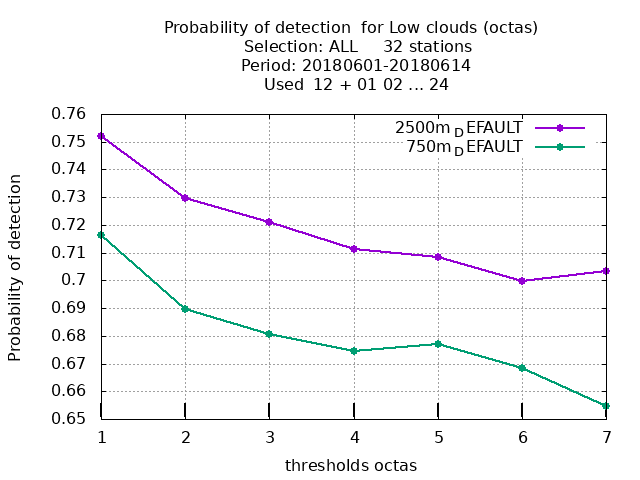 Probability of detection  for Low clouds (octas)
Selection: ALL     32 stations
Period: 20180601-20180614
Used  12 + 01 02 ... 24
0.76
0.75
0.74
0.73
0.72
0.71
0.7
0.69
0.68
0.67
0.66
0.65
Probability of detection
2500m_DEFAULT
750m_DEFAULT
1 2 3 4 5 6 7
thresholds octas